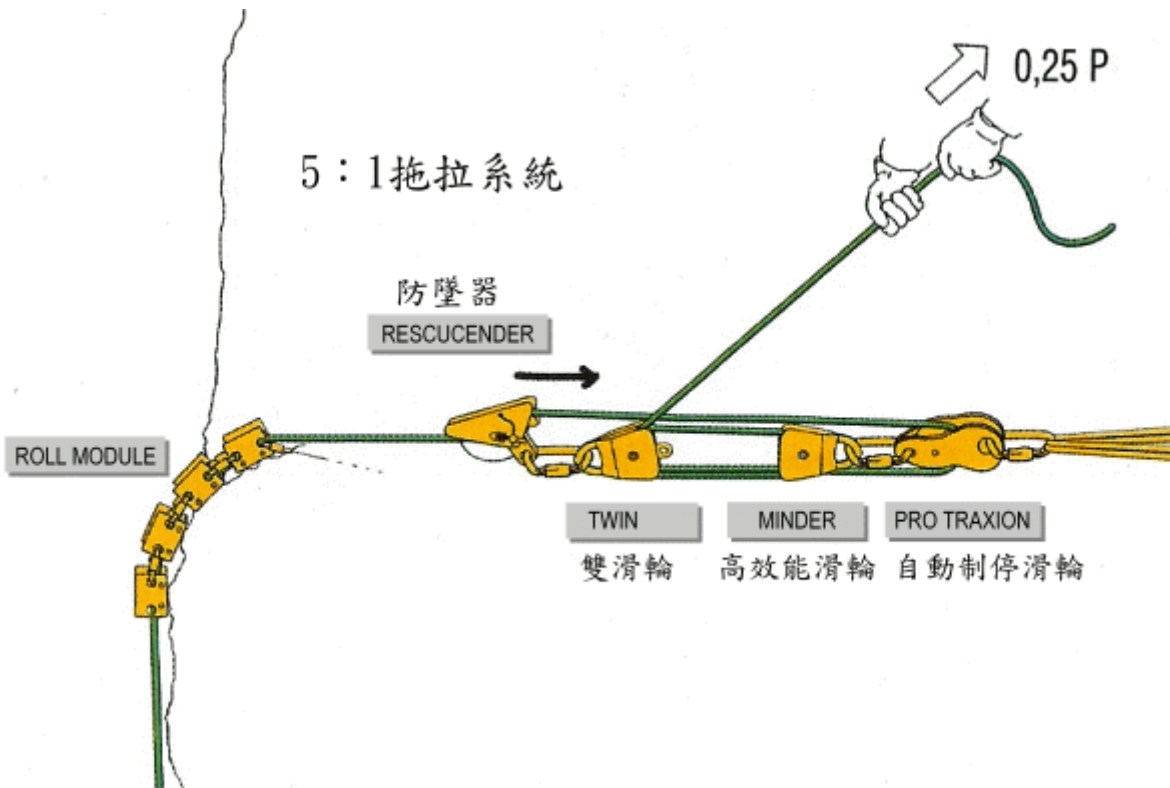 0,25 P
5：1拖拉系統
防墜器
RESCUCENDER
ROLL MODULE
TWIN
MINDER
PRO TRAXION
雙滑輪
高效能滑輪
自動制停滑輪